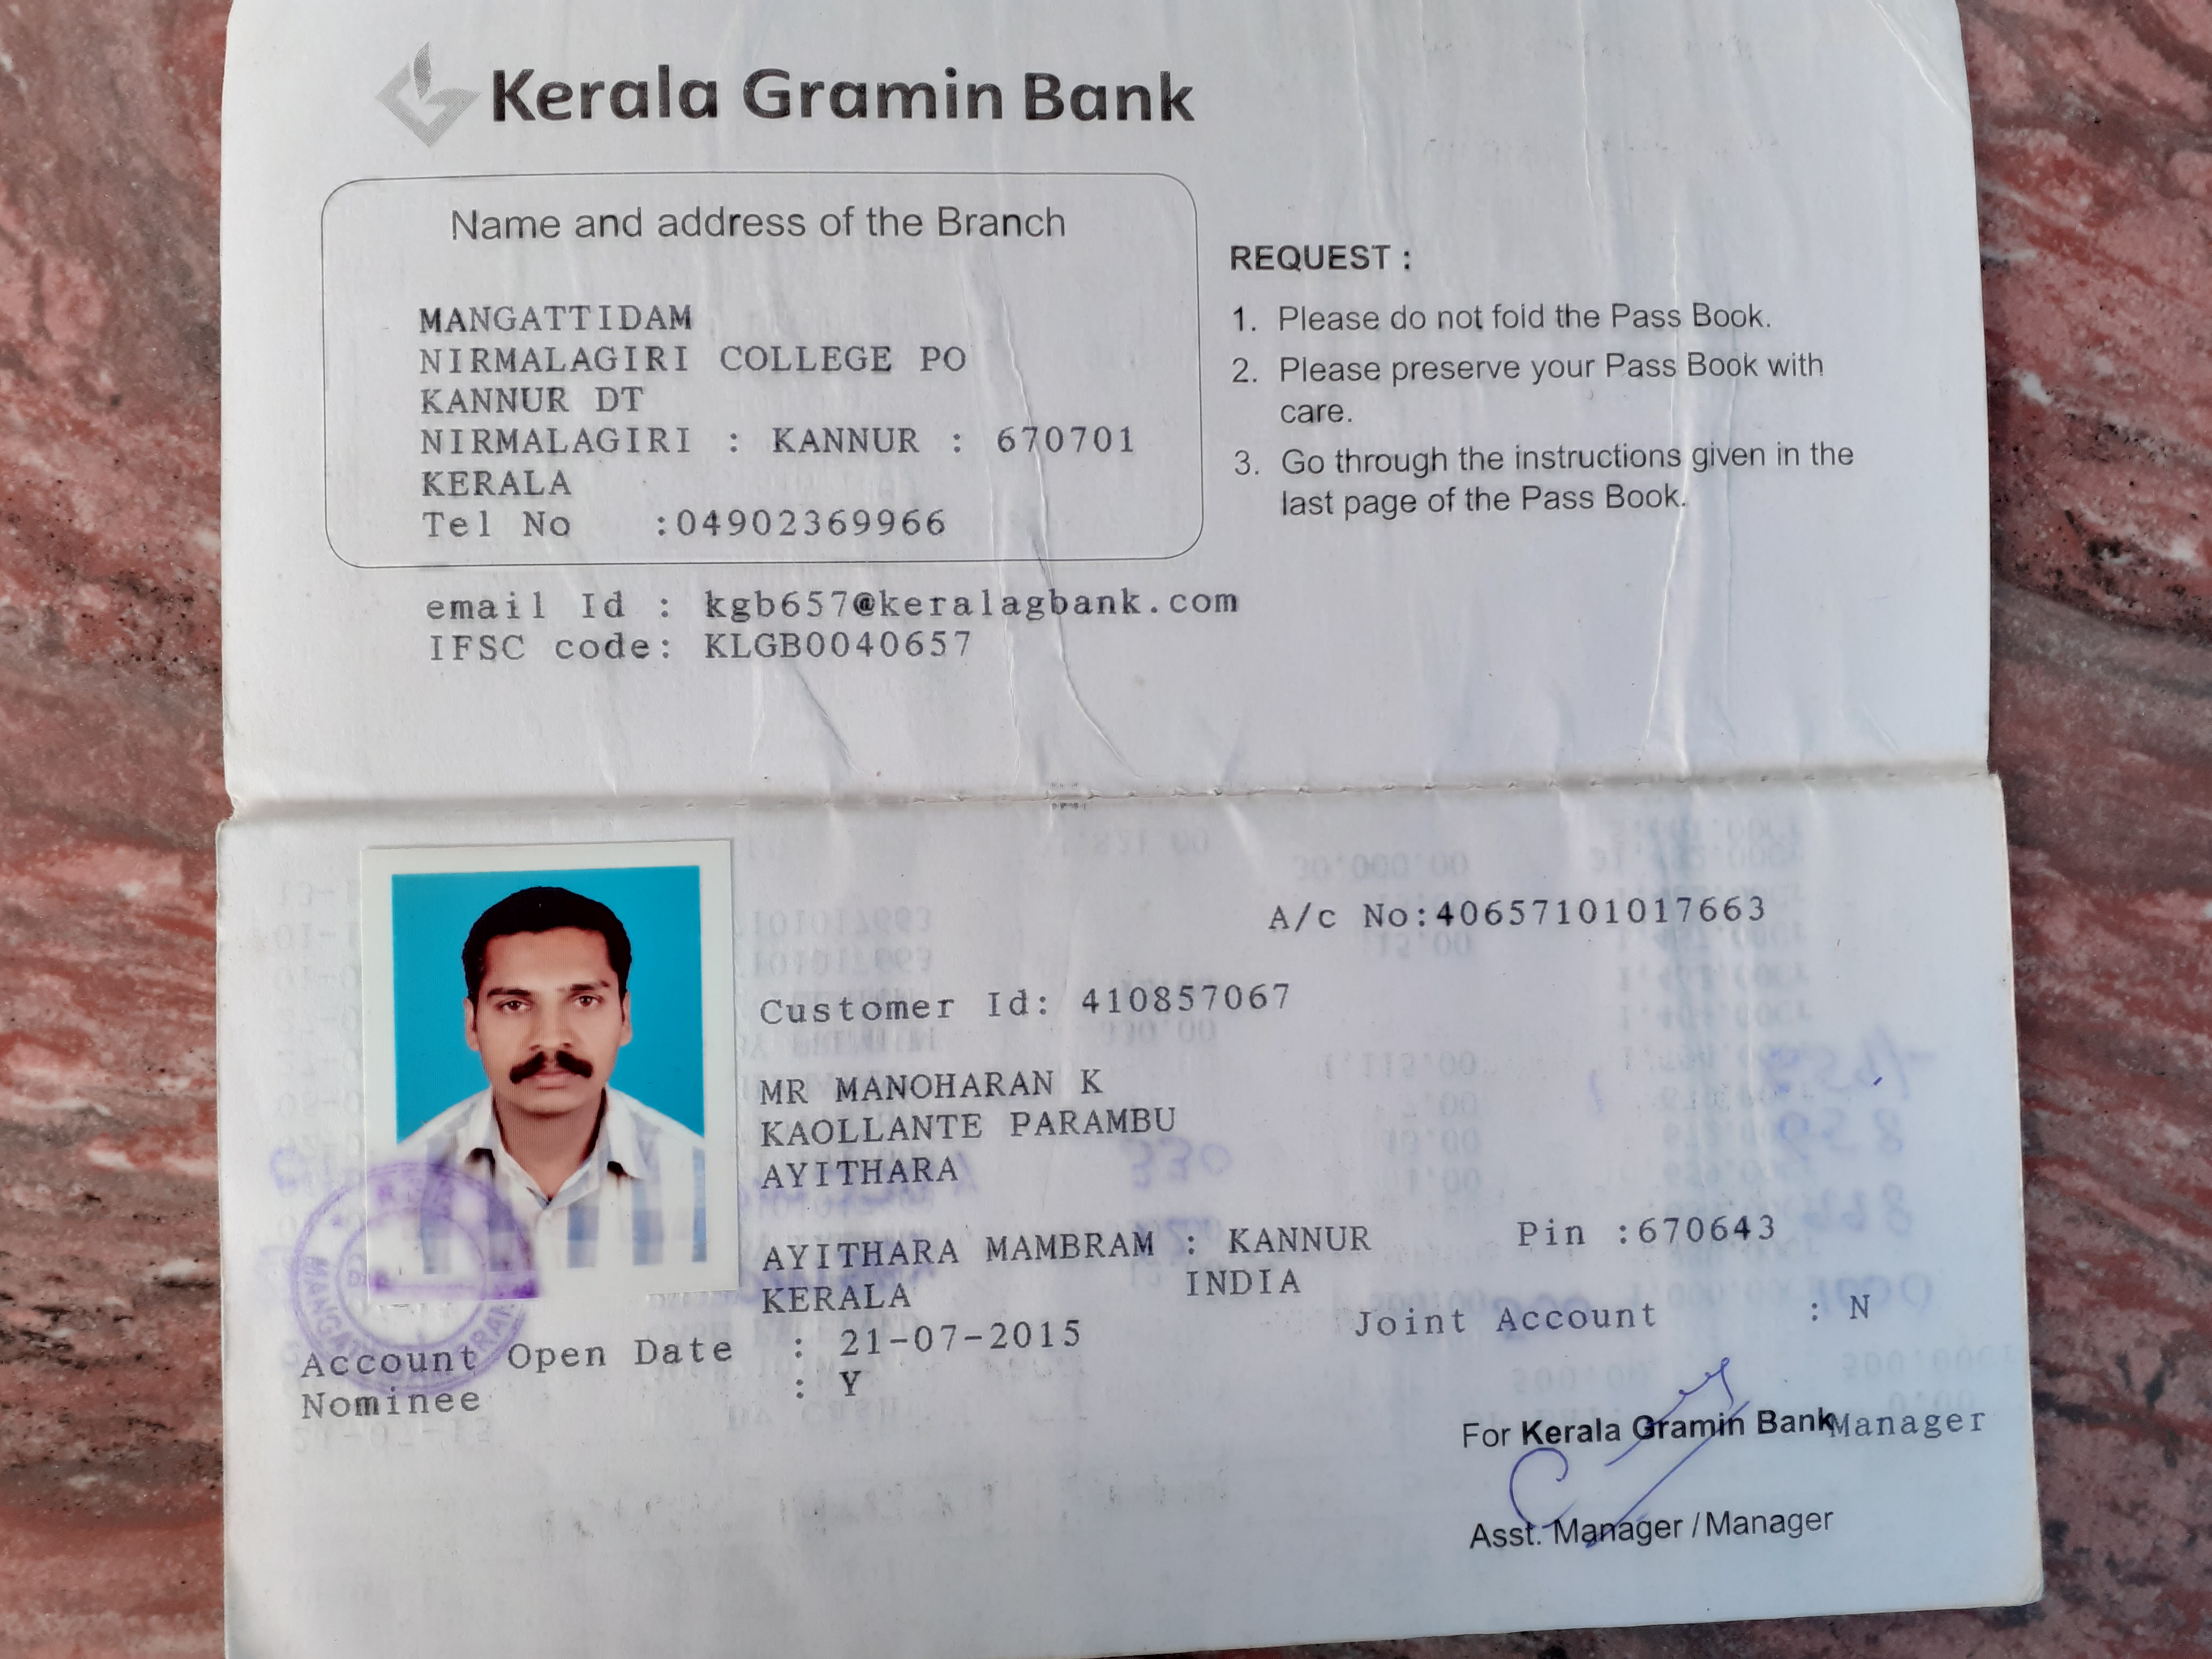 Kerala Gramin Bank
Name and address of the Branch
MANGATTIDAM
NIRMALAGIRI COLLEGE PO
KANNUR DT
NIRMALAGIRI : KANNUR : 670701
KERALA
Tel No :04902369966
email Id : kgb657@keralagbank.com
IFSC code: KLGB0040657
REQUEST :
1. Please do not fold the Pass Book.
2. Please preserve your Pass Book with
care.
3. Go through the instructions given in the
last page of the Pass Book.
A/c No:40657101017663
Customer Id: 410857067
MR MANOHARAN K
KAOLLANTE PARAMBU
AYITHARA
AYITHARA MAMBRAM : KANNUR Pin :670643
KERALA INDIA
Account Open Date : 21-07-2015 Joint Account : N
Nominee : Y
For Kerala Gramin Bank Manager
Asst. Manager / Manager